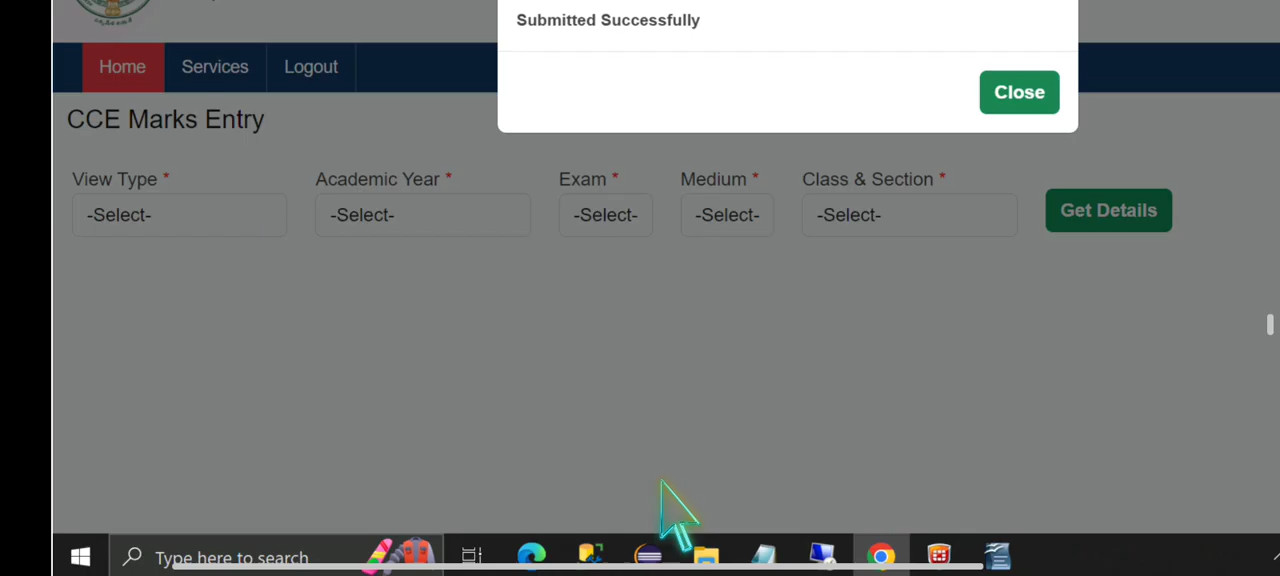 Submitted Successfully
Close
Home Services Logout
CCE Marks Entry
View Type * Academic Year * Exam * Medium * Class & Section *
-Select- -Select- -Select- -Select- -Select- Get Details
Type here to search